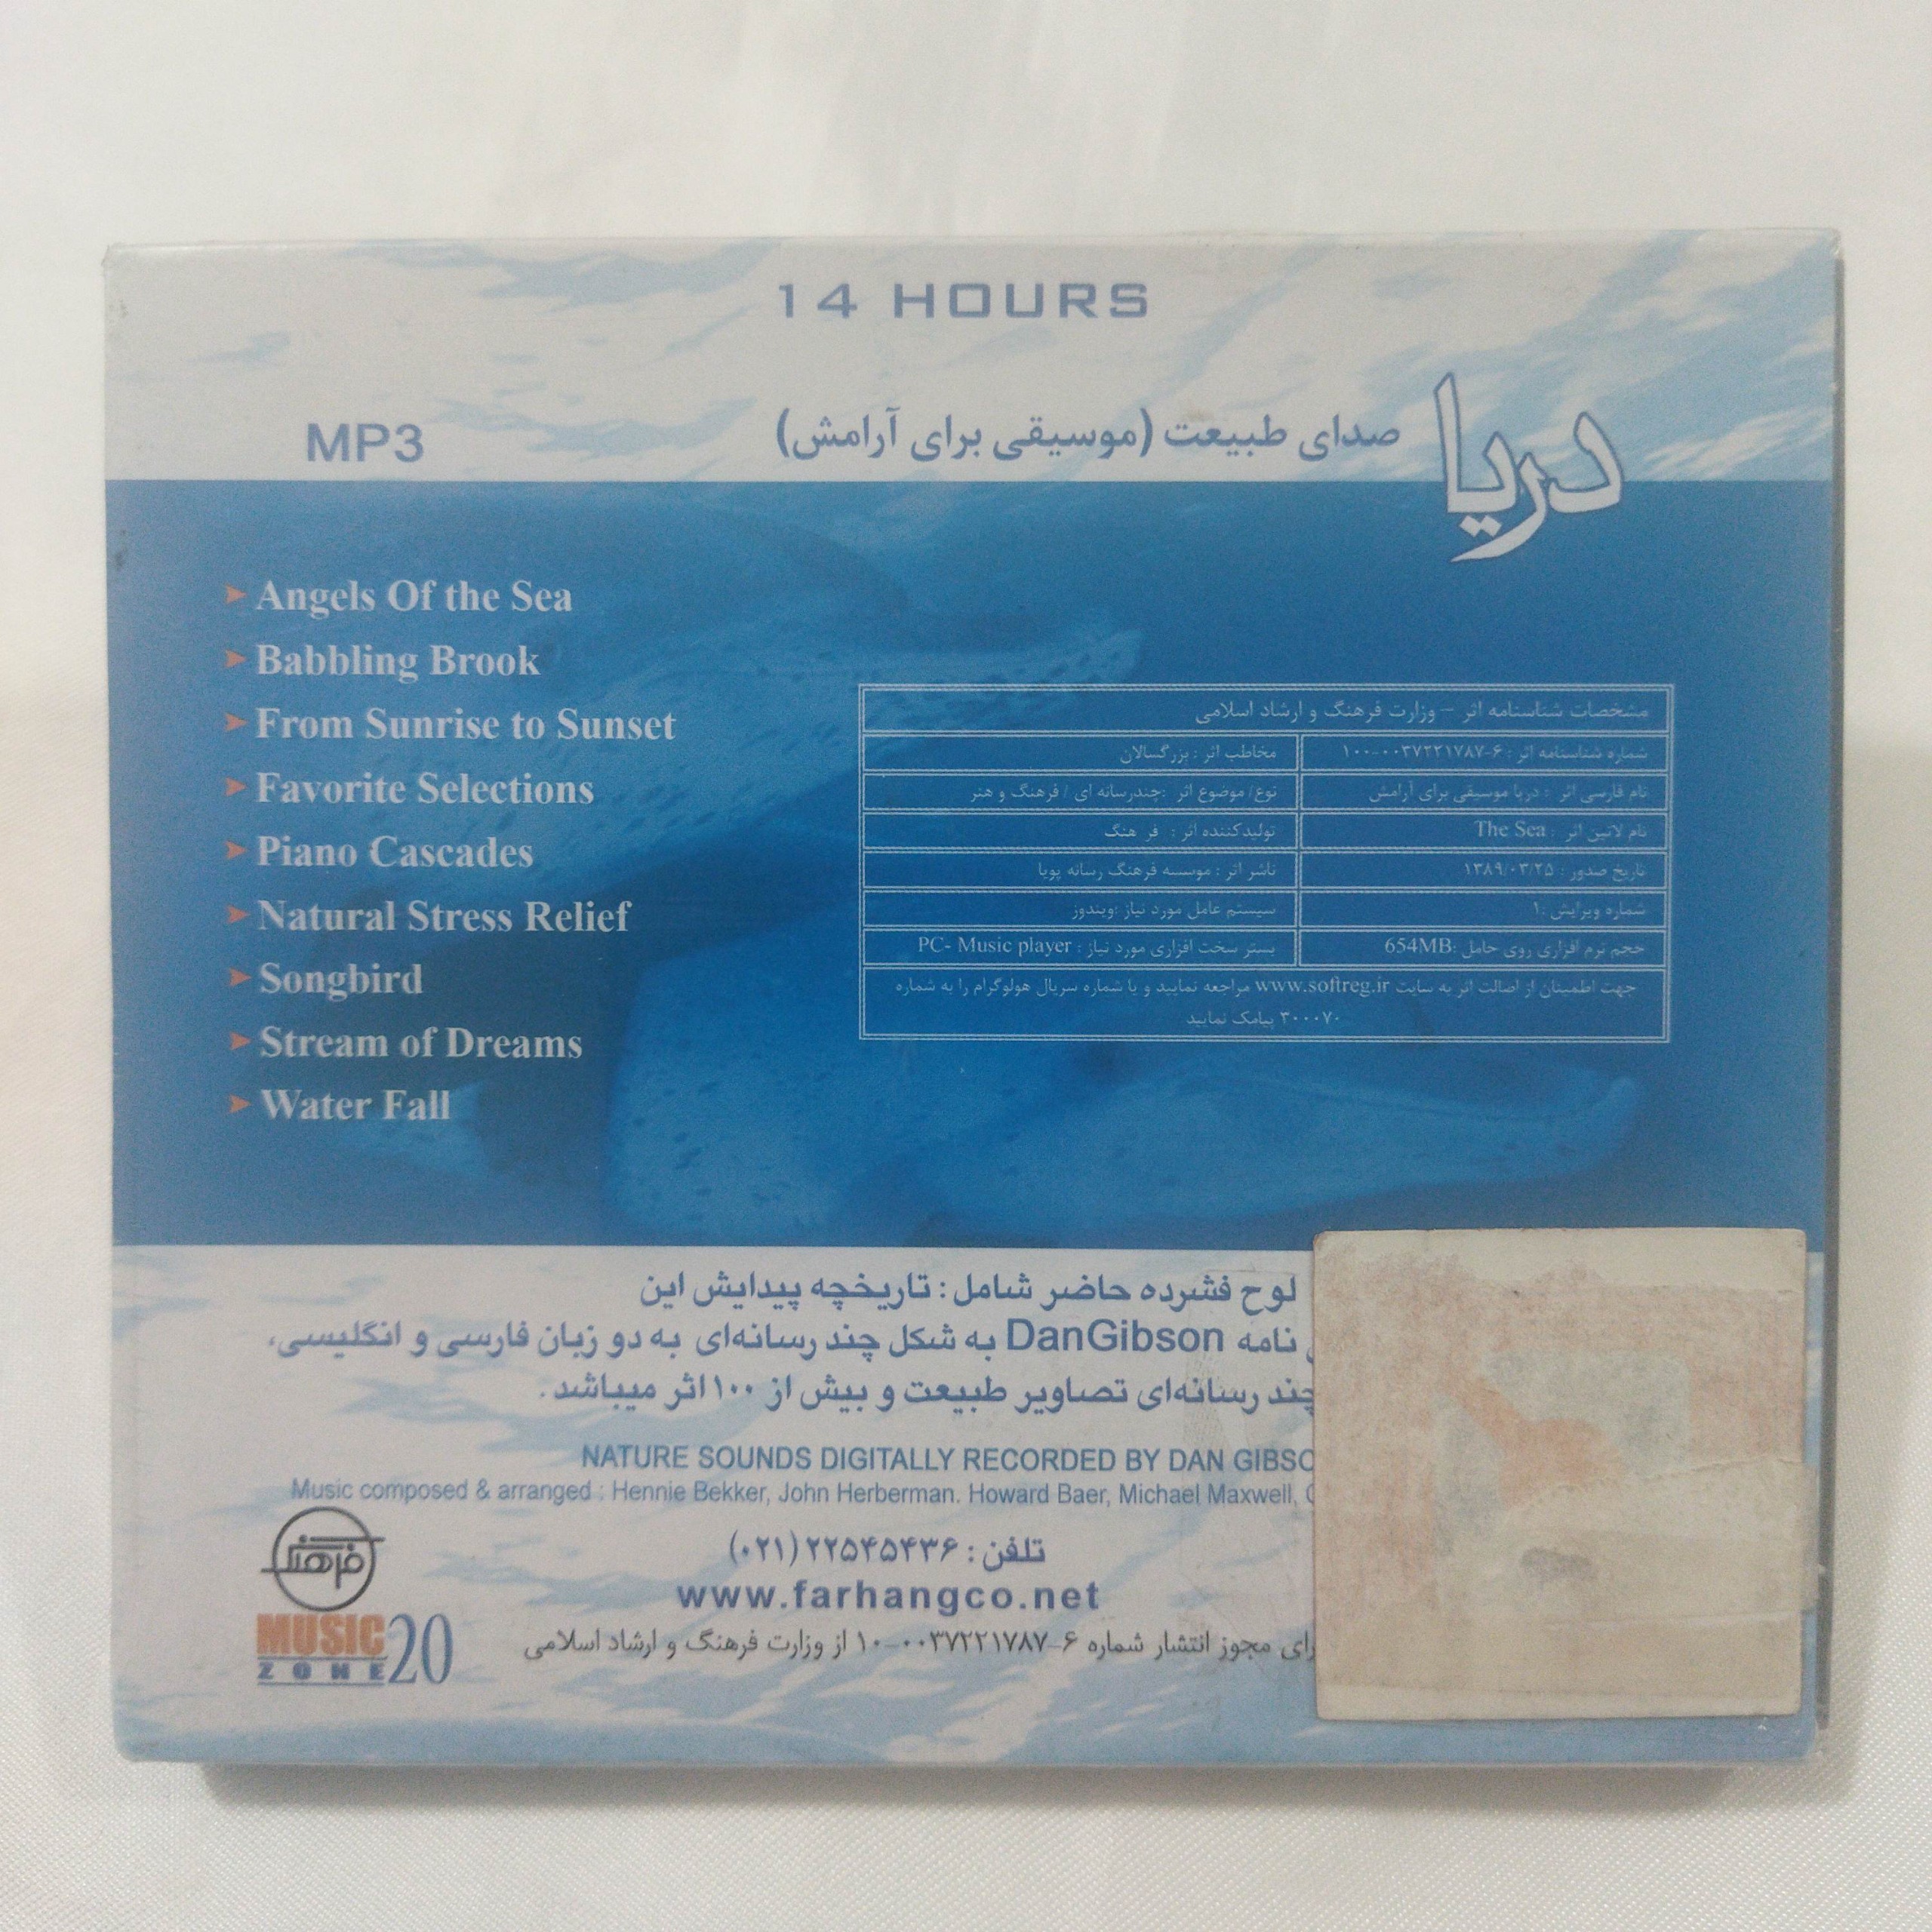 14 HOURS
دریا
صدای طبیعت (موسیقی برای آرامش)
MP3
Angels Of the Sea
Babbling Brook
From Sunrise to Sunset
Favorite Selections
Piano Cascades
Natural Stress Relief
Songbird
Stream of Dreams
Water Fall
مشخصات شناسنامه اثر – وزارت فرهنگ و ارشاد اسلامی
شماره شناسنامه اثر : ۶-۱۰۰-۰۰۳۷۲۲۱۷۸۷
مخاطب اثر : بزرگسالان
نام فارسی اثر : دریا موسیقی برای آرامش
نوع/ موضوع اثر :چندرسانه ای / فرهنگ و هنر
نام لاتین اثر : The Sea
تولیدکننده اثر : فر هنگ
تاریخ صدور : ۱۳۸۹/۰۳/۲۵
ناشر اثر : موسسه فرهنگ رسانه پویا
شماره ویرایش :۱
سیستم عامل مورد نیاز :ویندوز
حجم نرم افزاری روی حامل :654MB
بستر سخت افزاری مورد نیاز : PC- Music player
جهت اطمینان از اصالت اثر به سایت www.softreg.ir مراجعه نمایید و یا شماره سریال هولوگرام را به شماره
۳۰۰۰۷۰ پیامک نمایید
لوح فشرده حاضر شامل : تاریخچه پیدایش این
نامه DanGibson به شکل چند رسانه‌ای به دو زبان فارسی و انگلیسی،
چند رسانه‌ای تصاویر طبیعت و بیش از ۱۰۰ اثر میباشد .
NATURE SOUNDS DIGITALLY RECORDED BY DAN GIBSO
Music composed & arranged : Hennie Bekker, John Herberman. Howard Baer, Michael Maxwell,
تلفن : ۲۲۵۴۵۴۳۶ (۰۲۱)
www.farhangco.net
رای مجوز انتشار شماره ۶-۱۰-۰۰۳۷۲۲۱۷۸۷ از وزارت فرهنگ و ارشاد اسلامی
فرهنگ
MUSIC
ZONE
20